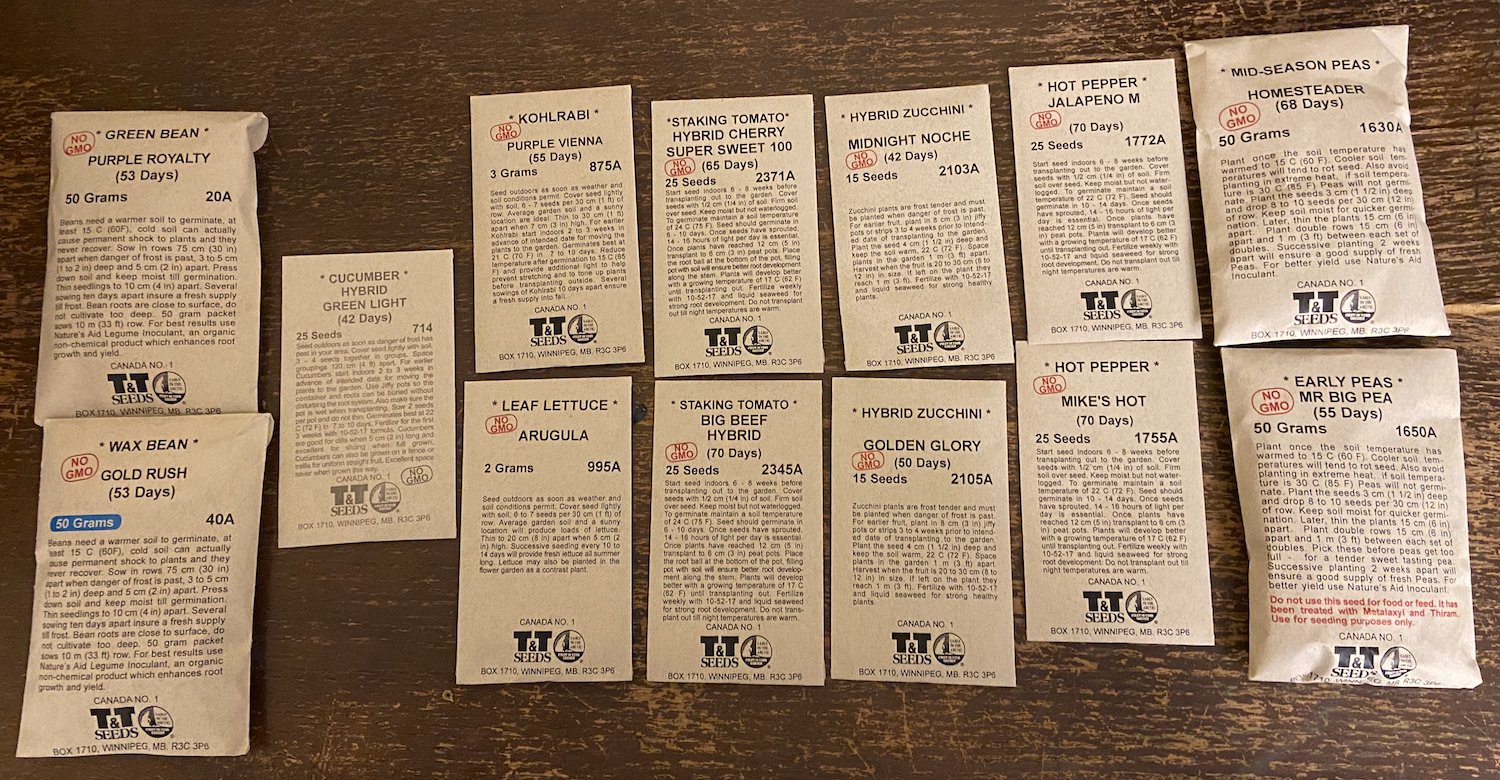 NO
GMO
* GREEN BEAN *
PURPLE ROYALTY
(53 Days)
50 Grams 20A
Beans need a warmer soil to germinate, at
least 15 C (60F), cold soil can actually
cause permanent shock to plants and they
never recover. Sow in rows 75 cm (30 in)
apart when danger of frost is past, 3 to 5 cm
(1 to 2 in) deep and 5 cm (2 in) apart. Press
down soil and keep moist till germination.
Thin seedlings to 10 cm (4 in) apart. Several
sowing ten days apart insure a fresh supply
till frost. Bean roots are close to surface, do
not cultivate too deep. 50 gram packet
sows 10 m (33 ft) row. For best results use
Nature's Aid Legume Inoculant, an organic
non-chemical product which enhances root
growth and yield.
CANADA NO. 1
T&T
SEEDS
BOX 1710, WINNIPEG, MB. R3C 3P6
* WAX BEAN *
NO
GMO
GOLD RUSH
(53 Days)
50 Grams 40A
Beans need a warmer soil to germinate, at
least 15 C (60F), cold soil can actually
cause permanent shock to plants and they
never recover. Sow in rows 75 cm (30 in)
apart when danger of frost is past, 3 to 5 cm
(1 to 2 in) deep and 5 cm (2 in) apart. Press
down soil and keep moist till germination.
Thin seedlings to 10 cm (4 in) apart. Several
sowing ten days apart insure a fresh supply
till frost. Bean roots are close to surface, do
not cultivate too deep. 50 gram packet
sows 10 m (33 ft) row. For best results use
Nature's Aid Legume Inoculant, an organic
non-chemical product which enhances root
growth and yield.
CANADA NO. 1
T&T
SEEDS
BOX 1710, WINNIPEG, MB. R3C 3P6
* CUCUMBER *
HYBRID
GREEN LIGHT
(42 Days)
25 Seeds 714
Seed outdoors as soon as danger of frost has
past in your area. Cover seed lightly with soil,
3 - 4 seeds together in groups. Space
groupings 120 cm (4 ft) apart. For earlier
Cucumbers start indoors 2 to 3 weeks in
advance of intended date for moving the
plants to the garden. Use Jiffy pots so the
container and roots can be buried without
disturbing the root system. Also make sure the
pot is wet when transplanting. Sow 2 seeds
per pot and do not thin. Germinates best at 22
C (72 F) in 7 to 10 days. Fertilize for the first
3 weeks with 10-52-17 formula. Cucumbers
are good for dills when 5 cm (2 in) long and
excellent for slicing when full grown.
Cucumbers can also be grown on a fence or
trellis for uniform straight fruit. Excellent space
saver when grown this way.
CANADA NO. 1
NO
GMO
T&T
SEEDS
BOX 1710, WINNIPEG, MB. R3C 3P6
* KOHLRABI *
NO
GMO
PURPLE VIENNA
(55 Days)
3 Grams 875A
Seed outdoors as soon as weather and
soil conditions permit. Cover seed lightly
with soil, 6 - 7 seeds per 30 cm (1 ft) of
row. Average garden soil and a sunny
location are ideal. Thin to 30 cm (1 ft)
apart when 7 cm (3 in) high. For earlier
Kohlrabi start indoors 2 to 3 weeks in
advance of intended date for moving the
plants to the garden. Germinates best at
21 C (70 F) in 7 to 10 days. Reduce
temperature after germination to 15 C (65
F) and provide additional light to help
prevent stretching and to tone up plants
before transplanting outside. Several
sowings of Kohlrabi 10 days apart ensure
a fresh supply into fall.
CANADA NO. 1
T&T
SEEDS
BOX 1710, WINNIPEG, MB. R3C 3P6
* LEAF LETTUCE *
NO
GMO
ARUGULA
2 Grams 995A
Seed outdoors as soon as weather and
soil conditions permit. Cover seed lightly
with soil, 6 to 7 seeds per 30 cm (1 ft) of
row. Average garden soil and a sunny
location will produce loads of lettuce.
Thin to 20 cm (8 in) apart when 5 cm (2
in) high. Successive seeding every 10 to
14 days will provide fresh lettuce all summer
long. Lettuce may also be planted in the
flower garden as a contrast plant.
CANADA NO. 1
T&T
SEEDS
BOX 1710, WINNIPEG, MB. R3C 3P6
*STAKING TOMATO*
HYBRID CHERRY
SUPER SWEET 100
NO
GMO
(65 Days)
25 Seeds 2371A
Start seed indoors 6 - 8 weeks before
transplanting out to the garden. Cover
seeds with 1/2 cm (1/4 in) of soil. Firm soil
over seed. Keep moist but not waterlogged.
To germinate maintain a soil temperature
of 24 C (75 F). Seed should germinate in
6 - 10 days. Once seeds have sprouted,
14 - 16 hours of light per day is essential.
Once plants have reached 12 cm (5 in)
transplant to 6 cm (3 in) peat pots. Place
the root ball at the bottom of the pot, filling
pot with soil will ensure better root development
along the stem. Plants will develop better
with a growing temperature of 17 C (62 F)
until transplanting out. Fertilize weekly
with 10-52-17 and liquid seaweed for
strong root development. Do not transplant
out till night temperatures are warm.
CANADA NO. 1
T&T
SEEDS
BOX 1710, WINNIPEG, MB. R3C 3P6
* STAKING TOMATO *
BIG BEEF
HYBRID
NO
GMO
(70 Days)
25 Seeds 2345A
Start seed indoors 6 - 8 weeks before
transplanting out to the garden. Cover
seeds with 1/2 cm (1/4 in) of soil. Firm soil
over seed. Keep moist but not waterlogged.
To germinate maintain a soil temperature
of 24 C (75 F). Seed should germinate in
6 - 10 days. Once seeds have sprouted,
14 - 16 hours of light per day is essential.
Once plants have reached 12 cm (5 in)
transplant to 6 cm (3 in) peat pots. Place
the root ball at the bottom of the pot, filling
pot with soil will ensure better root develop-
ment along the stem. Plants will develop
better with a growing temperature of 17 C
(62 F) until transplanting out. Fertilize
weekly with 10-52-17 and liquid seaweed
for strong root development. Do not trans-
plant out till night temperatures are warm.
CANADA NO. 1
T&T
SEEDS
BOX 1710, WINNIPEG, MB. R3C 3P6
* HYBRID ZUCCHINI *
MIDNIGHT NOCHE
NO
GMO
(42 Days)
15 Seeds 2103A
Zucchini plants are frost tender and must
be planted when danger of frost is past.
For earlier fruit, plant in 8 cm (3 in) jiffy
pots or strips 3 to 4 weeks prior to intend-
ed date of transplanting to the garden.
Plant the seed 4 cm (1 1/2 in) deep and
keep the soil warm, 22 C (72 F). Space
plants in the garden 1 m (3 ft) apart.
Harvest when the fruit is 20 to 30 cm (8 to
12 in) in size. If left on the plant they
reach 1 m (3 ft). Fertilize with 10-52-17
and liquid seaweed for strong healthy
plants.
CANADA NO. 1
T&T
SEEDS
BOX 1710, WINNIPEG, MB. R3C 3P6
* HYBRID ZUCCHINI *
GOLDEN GLORY
NO
GMO
(50 Days)
15 Seeds 2105A
Zucchini plants are frost tender and must
be planted when danger of frost is past.
For earlier fruit, plant in 8 cm (3 in) jiffy
pots or strips 3 to 4 weeks prior to intend-
ed date of transplanting to the garden.
Plant the seed 4 cm (1 1/2 in) deep and
keep the soil warm, 22 C (72 F). Space
plants in the garden 1 m (3 ft) apart.
Harvest when the fruit is 20 to 30 cm (8 to
12 in) in size. If left on the plant they
reach 1 m (3 ft). Fertilize with 10-52-17
and liquid seaweed for strong healthy
plants.
CANADA NO. 1
T&T
SEEDS
BOX 1710, WINNIPEG, MB. R3C 3P6
* HOT PEPPER *
JALAPENO M
NO
GMO
(70 Days)
25 Seeds 1772A
Start seed indoors 6 - 8 weeks before
transplanting out to the garden. Cover
seeds with 1/2 cm (1/4 in) of soil. Firm
soil over seed. Keep moist but not water-
logged. To germinate maintain a soil
temperature of 22 C (72 F). Seed should
germinate in 10 - 14 days. Once seeds
have sprouted, 14 - 16 hours of light per
day is essential. Once plants have
reached 12 cm (5 in) transplant to 6 cm (3
in) peat pots. Plants will develop better
with a growing temperature of 17 C (62 F)
until transplanting out. Fertilize weekly with
10-52-17 and liquid seaweed for strong
root development. Do not transplant out till
night temperatures are warm.
CANADA NO. 1
T&T
SEEDS
BOX 1710, WINNIPEG, MB. R3C 3P6
* HOT PEPPER *
NO
GMO
MIKE'S HOT
(70 Days)
25 Seeds 1755A
Start seed indoors 6 - 8 weeks before
transplanting out to the garden. Cover
seeds with 1/2 cm (1/4 in) of soil. Firm
soil over seed. Keep moist but not water-
logged. To germinate maintain a soil
temperature of 22 C (72 F). Seed should
germinate in 10 - 14 days. Once seeds
have sprouted, 14 - 16 hours of light per
day is essential. Once plants have
reached 12 cm (5 in) transplant to 6 cm (3
in) peat pots. Plants will develop better
with a growing temperature of 17 C (62 F)
until transplanting out. Fertilize weekly with
10-52-17 and liquid seaweed for strong
root development. Do not transplant out till
night temperatures are warm.
CANADA NO. 1
T&T
SEEDS
BOX 1710, WINNIPEG, MB. R3C 3P6
* MID-SEASON PEAS *
HOMESTEADER
NO
GMO
(68 Days)
50 Grams 1630A
Plant once the soil temperature has
warmed to 15 C (60 F). Cooler soil tem-
peratures will tend to rot seed. Also avoid
planting in extreme heat, if soil tempera-
ture is 30 C (85 F) Peas will not germi-
nate. Plant the seeds 3 cm (1 1/2 in) deep
and drop 8 to 10 seeds per 30 cm (12 in)
of row. Keep soil moist for quicker germi-
nation. Later, thin the plants 15 cm (6 in)
apart. Plant double rows 15 cm (6 in)
apart and 1 m (3 ft) between each set of
doubles. Successive planting 2 weeks
apart will ensure a good supply of fresh
Peas. For better yield use Nature's Aid
Inoculant.
CANADA NO. 1
T&T
SEEDS
BOX 1710, WINNIPEG, MB. R3C 3P6
* EARLY PEAS *
NO
GMO
MR BIG PEA
(55 Days)
50 Grams 1650A
Plant once the soil temperature has
warmed to 15 C (60 F). Cooler soil tem-
peratures will tend to rot seed. Also avoid
planting in extreme heat, if soil tempera-
ture is 30 C (85 F) Peas will not germi-
nate. Plant the seeds 3 cm (1 1/2 in) deep
and drop 8 to 10 seeds per 30 cm (12 in)
of row. Keep soil moist for quicker germi-
nation. Later, thin the plants 15 cm (6 in)
apart. Plant double rows 15 cm (6 in)
apart and 1 m (3 ft) between each set of
doubles. Pick these before peas get too
full - for a tender sweet tasting pea.
Successive planting 2 weeks apart will
ensure a good supply of fresh Peas. For
better yield use Nature's Aid Inoculant.
Do not use this seed for food or feed. It has
been treated with Metalaxyl and Thiram.
Use for seeding purposes only.
CANADA NO. 1
T&T
SEEDS
BOX 1710, WINNIPEG, MB. R3C 3P6